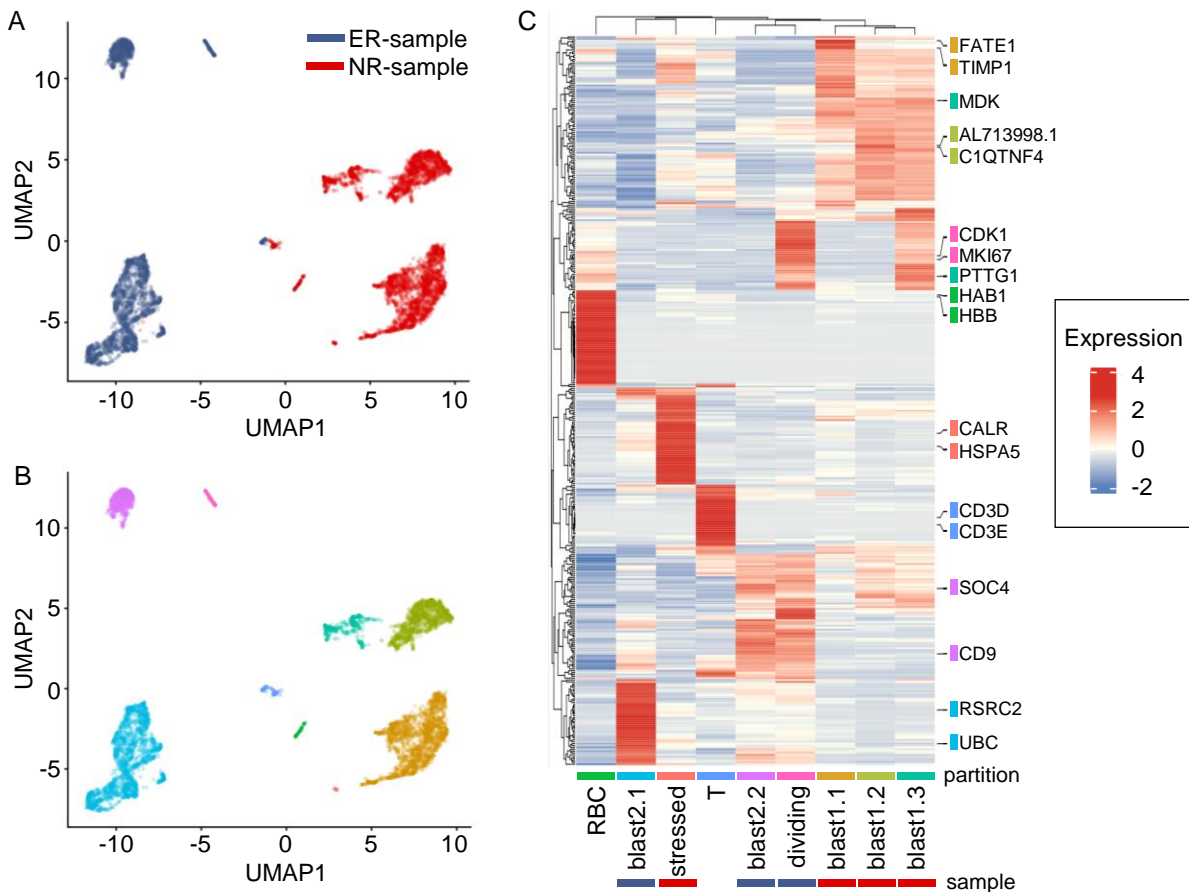 A
ER-sample
NR-sample
10
5
0
-5
UMAP2
-10 -5 0 5 10
UMAP1
B
10
5
0
-5
UMAP2
-10 -5 0 5 10
UMAP1
C
FATE1
TIMP1
MDK
AL713998.1
C1QTNF4
CDK1
MKI67
PTTG1
HAB1
HBB
CALR
HSPA5
CD3D
CD3E
SOC4
CD9
RSRC2
UBC
partition
RBC
blast2.1
stressed
T
blast2.2
dividing
blast1.1
blast1.2
blast1.3
sample
Expression
4
2
0
-2